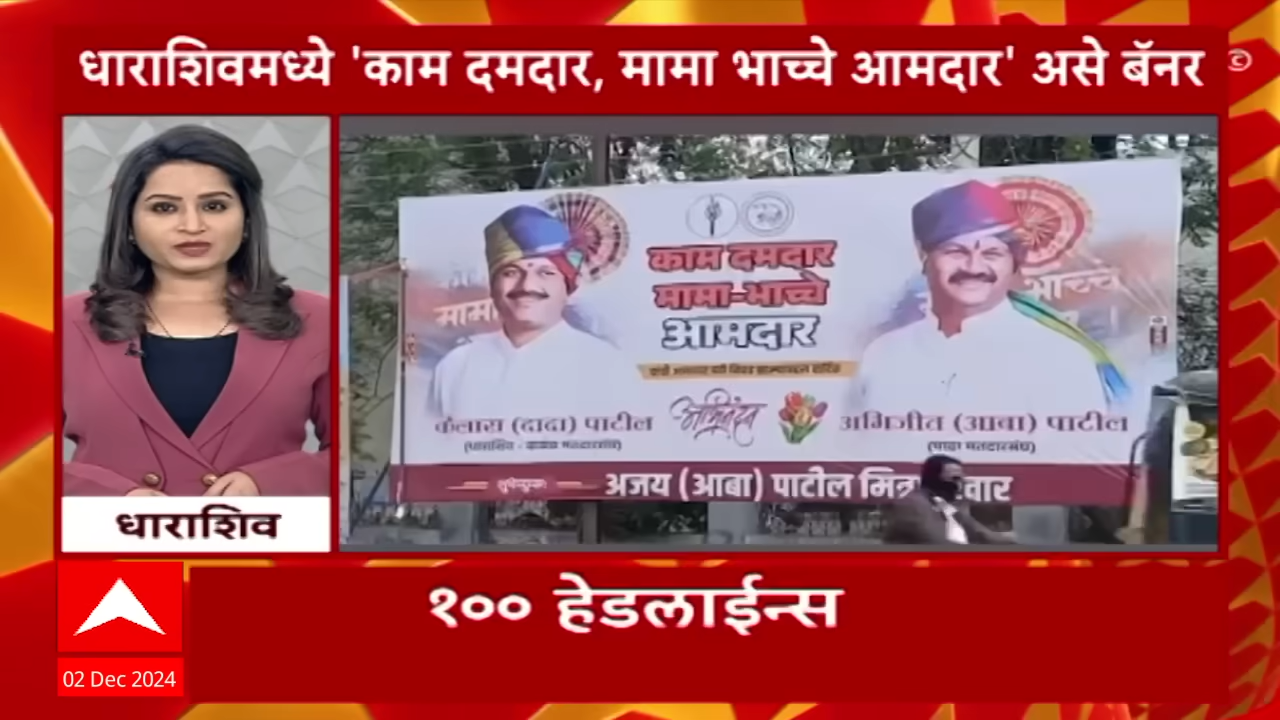 धाराशिवमध्ये 'काम दमदार, मामा भाच्चे आमदार' असे बॅनर
©
काम दमदार
मामा-भाच्चे
आमदार
मामा
भाच्चे
कैलास (दादा) पाटील
अभिनंदन
अभिजीत (आबा) पाटील
शुभेच्छुक
अजय (आबा) पाटील मित्र
धाराशिव
१०० हेडलाईन्स
02 Dec 2024